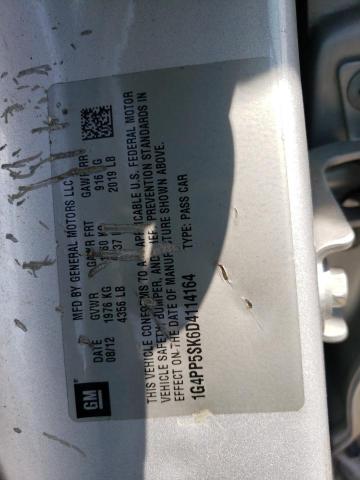 GM
MFD BY GENERAL MOTORS LLC
DATE GVWR FRT GAWR RR
08/12 1976 KG 916 KG
4356 LB 2019 LB
THIS VEHICLE CONFORMS TO ALL APPLICABLE U.S. FEDERAL MOTOR
VEHICLE SAFETY, BUMPER, AND PREVENTION STANDARDS IN
EFFECT ON THE DATE OF MANUFACTURE SHOWN ABOVE.
1G4PP5SK6D4114164 TYPE: PASS CAR